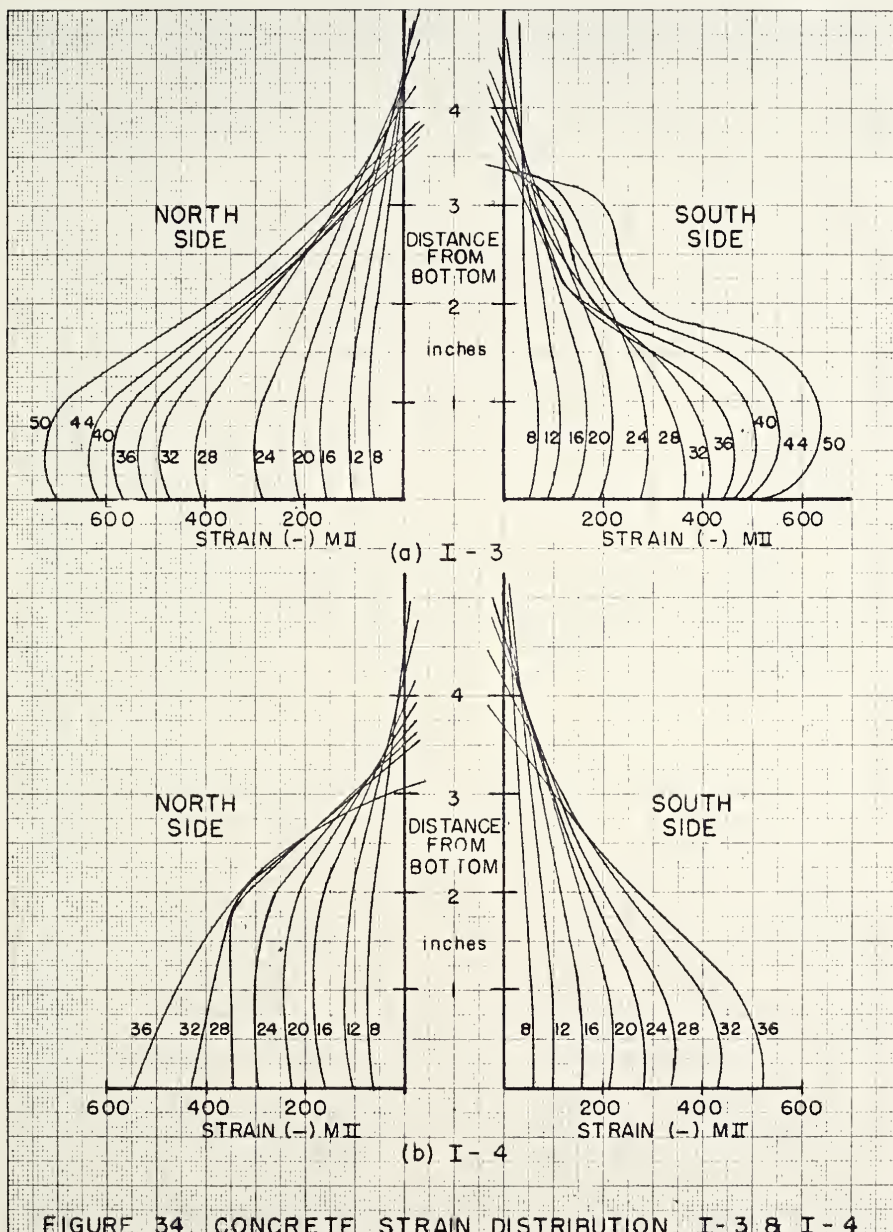 4
3
NORTH SIDE
SOUTH SIDE
DISTANCE FROM BOTTOM
2
inches
1
50 44 40 36 32 28 24 20 16 12 8
8 12 16 20 24 28 32 36 40 44 50
600 400 200
200 400 600
STRAIN (-) MII
STRAIN (-) MII
(a) I-3
4
3
NORTH SIDE
SOUTH SIDE
DISTANCE FROM BOTTOM
2
inches
1
36 32 28 24 20 16 12 8
8 12 16 20 24 28 32 36
600 400 200
200 400 600
STRAIN (-) MII
STRAIN (-) MII
(b) I-4
FIGURE 34 CONCRETE STRAIN DISTRIBUTION, I-3 & I-4